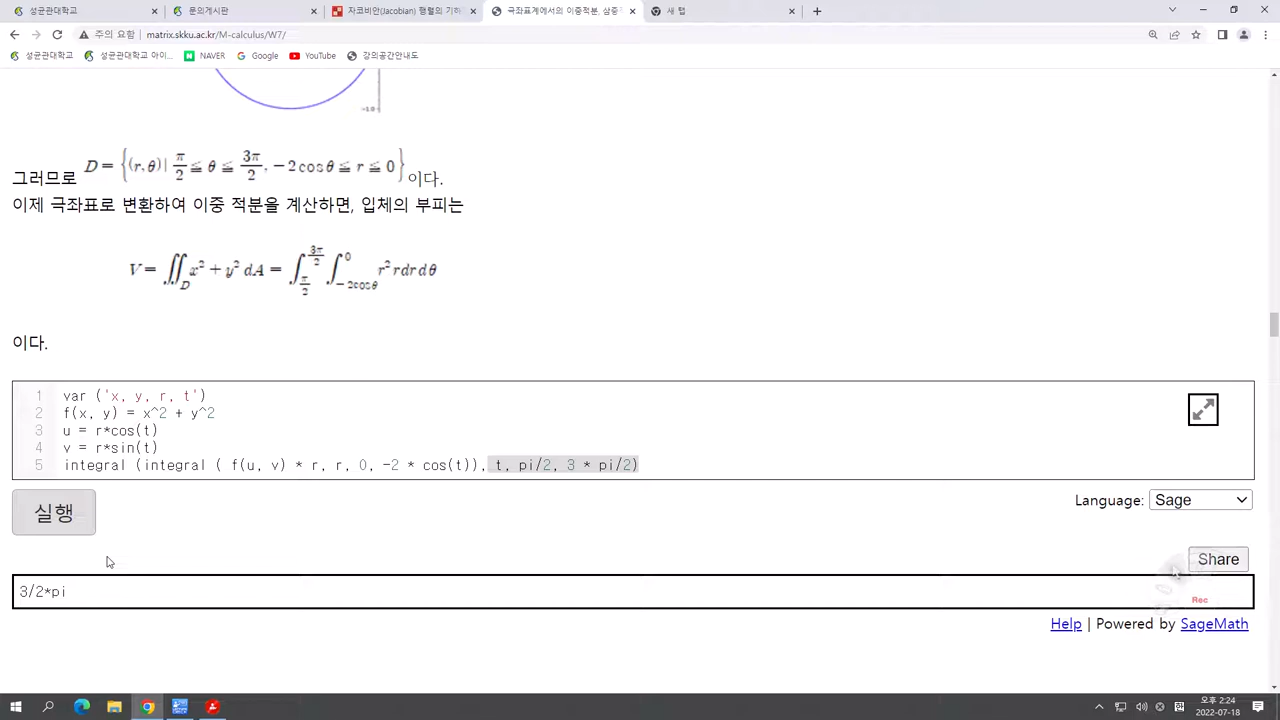 성균관대학교
문의게시판
자코비안(Jacobian) 행렬의 기하
극좌표계에서의 이중적분, 삼중
새 탭
주의 요함
matrix.skku.ac.kr/M-calculus/W7/
성균관대학교
성균관대학교 아이...
NAVER
Google
YouTube
강의공간안내도
-1.0
그러므로 D = {(r, θ) | π/2 ≦ θ ≦ 3π/2, -2cosθ ≦ r ≦ 0} 이다.
이제 극좌표로 변환하여 이중 적분을 계산하면, 입체의 부피는
V = ∬_D x² + y² dA = ∫_{π/2}^{3π/2} ∫_{-2cosθ}^{0} r² r dr dθ
이다.
1 var ('x, y, r, t')
2 f(x, y) = x^2 + y^2
3 u = r*cos(t)
4 v = r*sin(t)
5 integral (integral ( f(u, v) * r, r, 0, -2 * cos(t)), t, pi/2, 3 * pi/2)
실행
Language: Sage
Share
3/2*pi
Rec
Help | Powered by SageMath
오후 2:24
2022-07-18